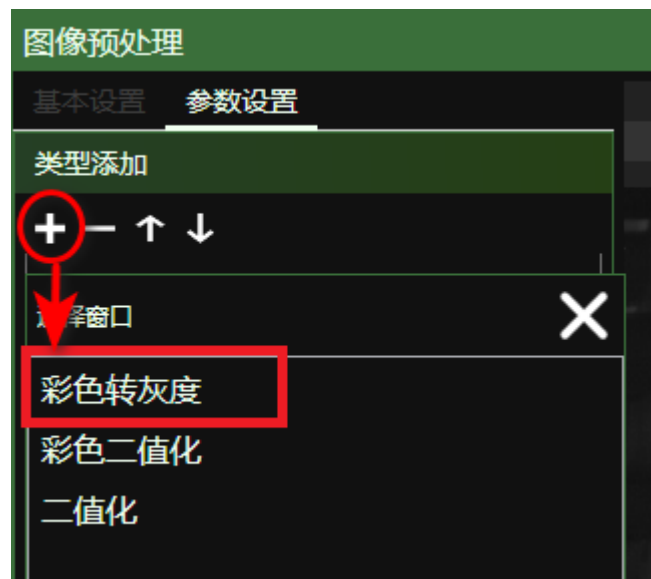 图像预处理
基本设置 参数设置
类型添加
择窗口
彩色转灰度
彩色二值化
二值化